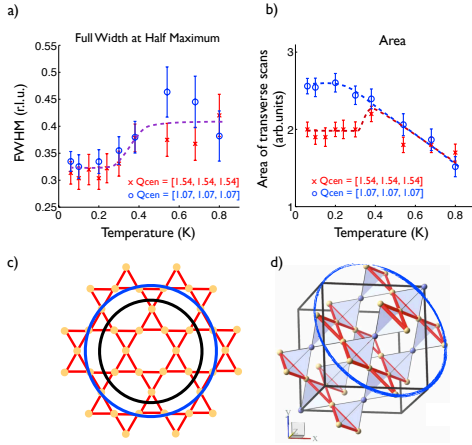 a)
Full Width at Half Maximum
0.55
0.5
0.45
0.4
0.35
0.3
0.25
FWHM (r.l.u.)
Qcen = [1.54, 1.54, 1.54]
Qcen = [1.07, 1.07, 1.07]
0 0.2 0.4 0.6 0.8
Temperature (K)
b)
Area
3
2
1
Area of transverse scans
(arb.units)
Qcen = [1.54, 1.54, 1.54]
Qcen = [1.07, 1.07, 1.07]
0 0.2 0.4 0.6 0.8
Temperature (K)
c)
d)
y
z
x